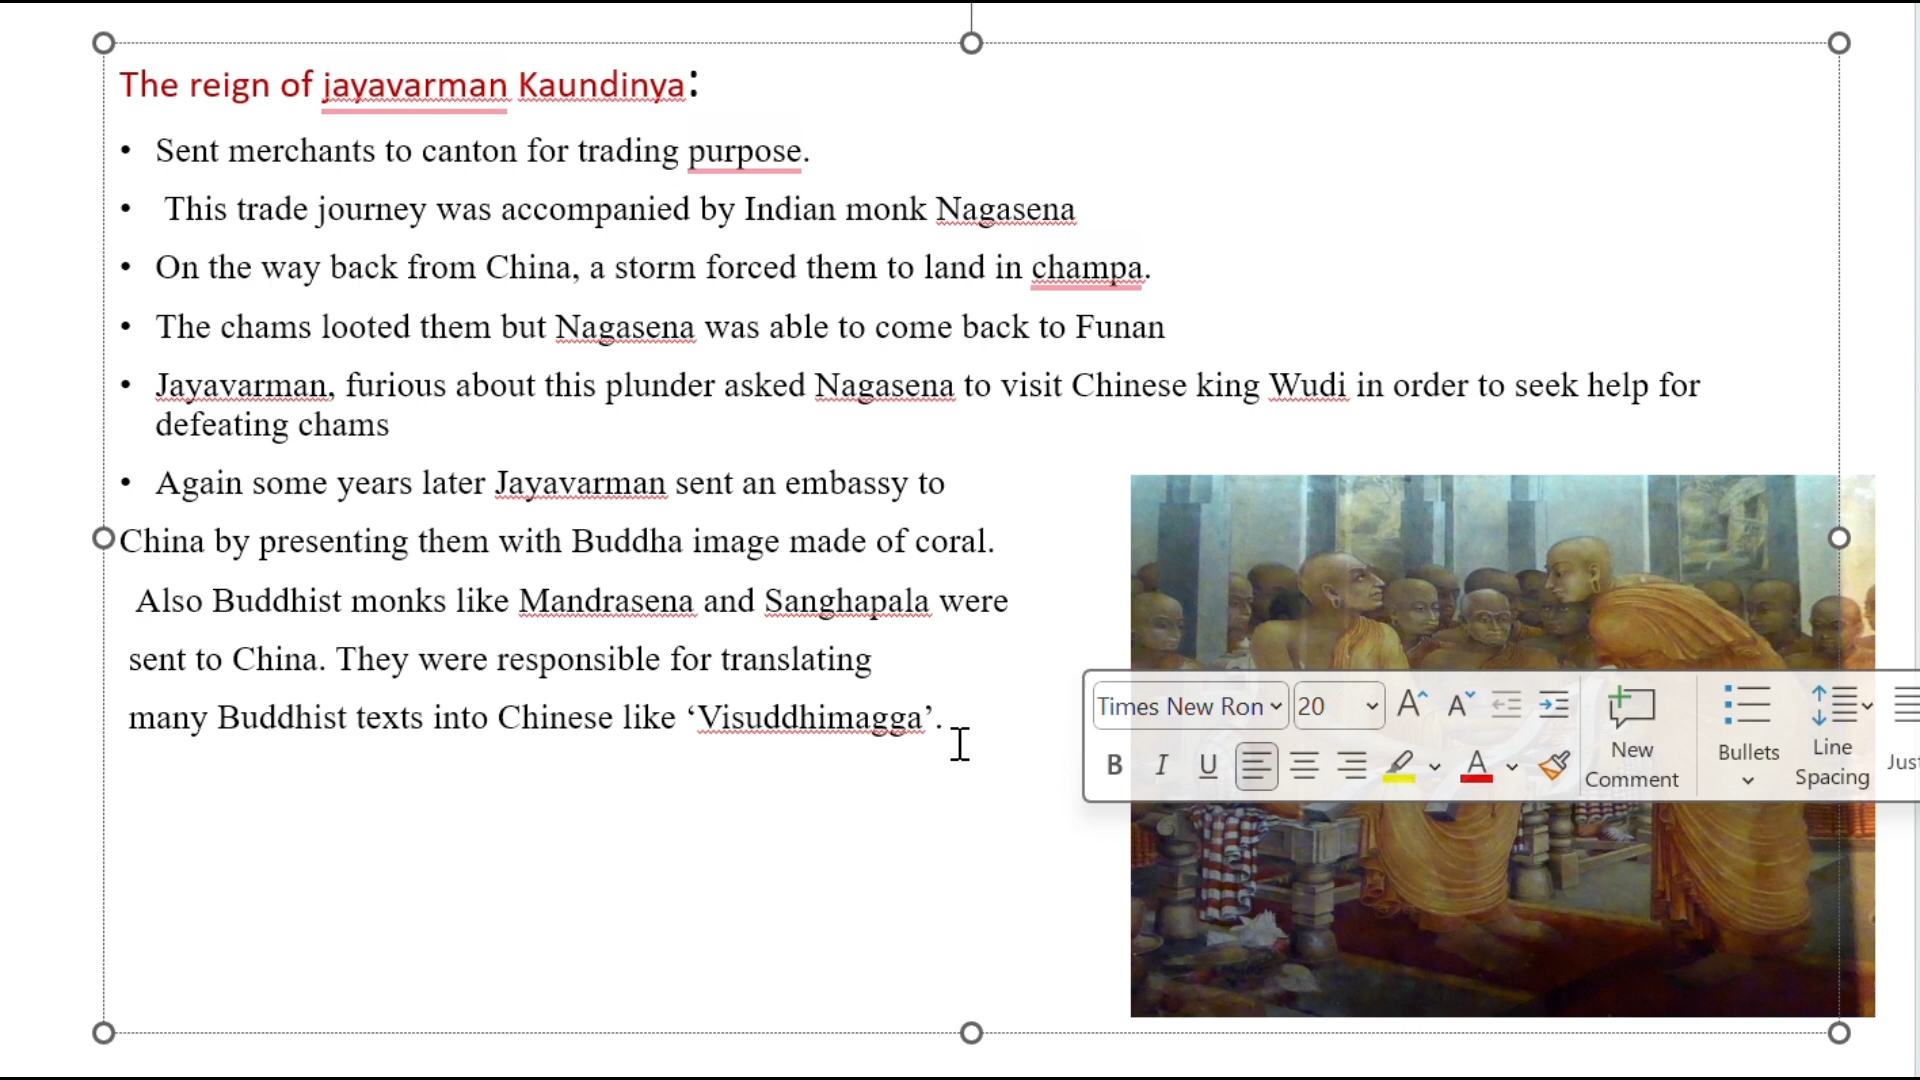 The reign of jayavarman Kaundinya:
• Sent merchants to canton for trading purpose.
• This trade journey was accompanied by Indian monk Nagasena
• On the way back from China, a storm forced them to land in champa.
• The chams looted them but Nagasena was able to come back to Funan
• Jayavarman, furious about this plunder asked Nagasena to visit Chinese king Wudi in order to seek help for
defeating chams
• Again some years later Jayavarman sent an embassy to
China by presenting them with Buddha image made of coral.
Also Buddhist monks like Mandrasena and Sanghapala were
sent to China. They were responsible for translating
many Buddhist texts into Chinese like ‘Visuddhimagga’.
Times New Ron 20 A A
B I U A
New
Comment
Bullets
Line
Spacing
Just